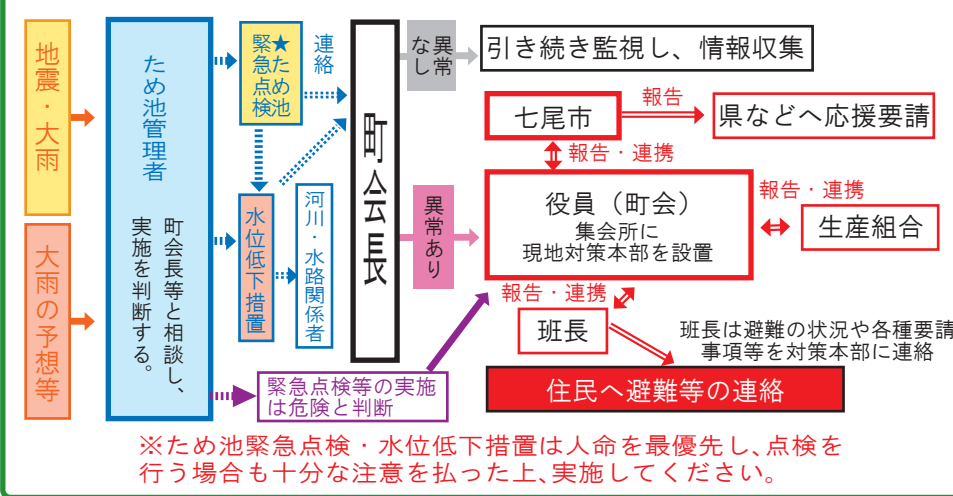 地震・大雨
大雨の予想等
ため池管理者
町会長等と相談し、
実施を判断する。
★ため池
緊急点検
連絡
水位低下措置
河川・水路関係者
緊急点検等の実施
は危険と判断
町会長
異常
なし
引き続き監視し、情報収集
異常あり
七尾市
報告
県などへ応援要請
報告・連携
役員（町会）
集会所に
現地対策本部を設置
報告・連携
生産組合
報告・連携
班長
班長は避難の状況や各種要請
事項等を対策本部に連絡
住民へ避難等の連絡
※ため池緊急点検・水位低下措置は人命を最優先し、点検を
行う場合も十分な注意を払った上、実施してください。